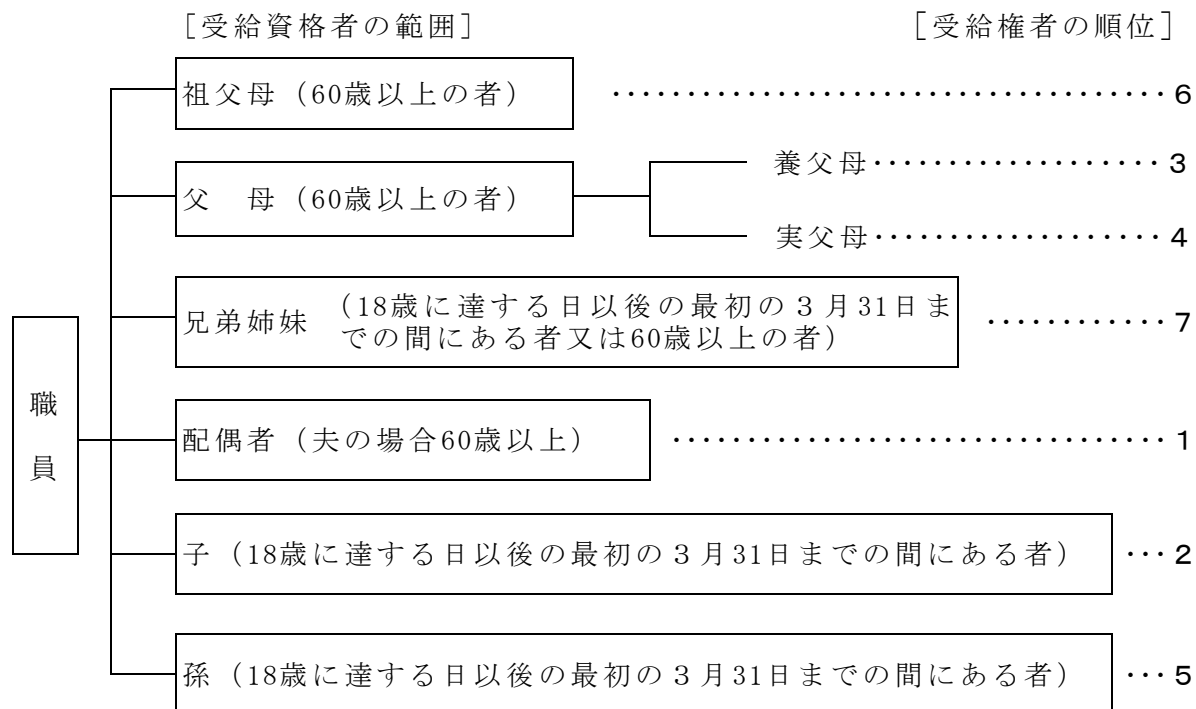 ［受給資格者の範囲］ ［受給権者の順位］
祖父母（60歳以上の者） ･････････････････････････････････････ 6
養父母･･･････････････････ 3
父　母（60歳以上の者）
実父母･･･････････････････ 4
兄弟姉妹 （18歳に達する日以後の最初の３月31日ま
での間にある者又は60歳以上の者） ････････････ 7
職
員
配偶者（夫の場合60歳以上） ･････････････････････････････････ 1
子（18歳に達する日以後の最初の３月31日までの間にある者） ･･･ 2
孫（18歳に達する日以後の最初の３月31日までの間にある者） ･･･ 5